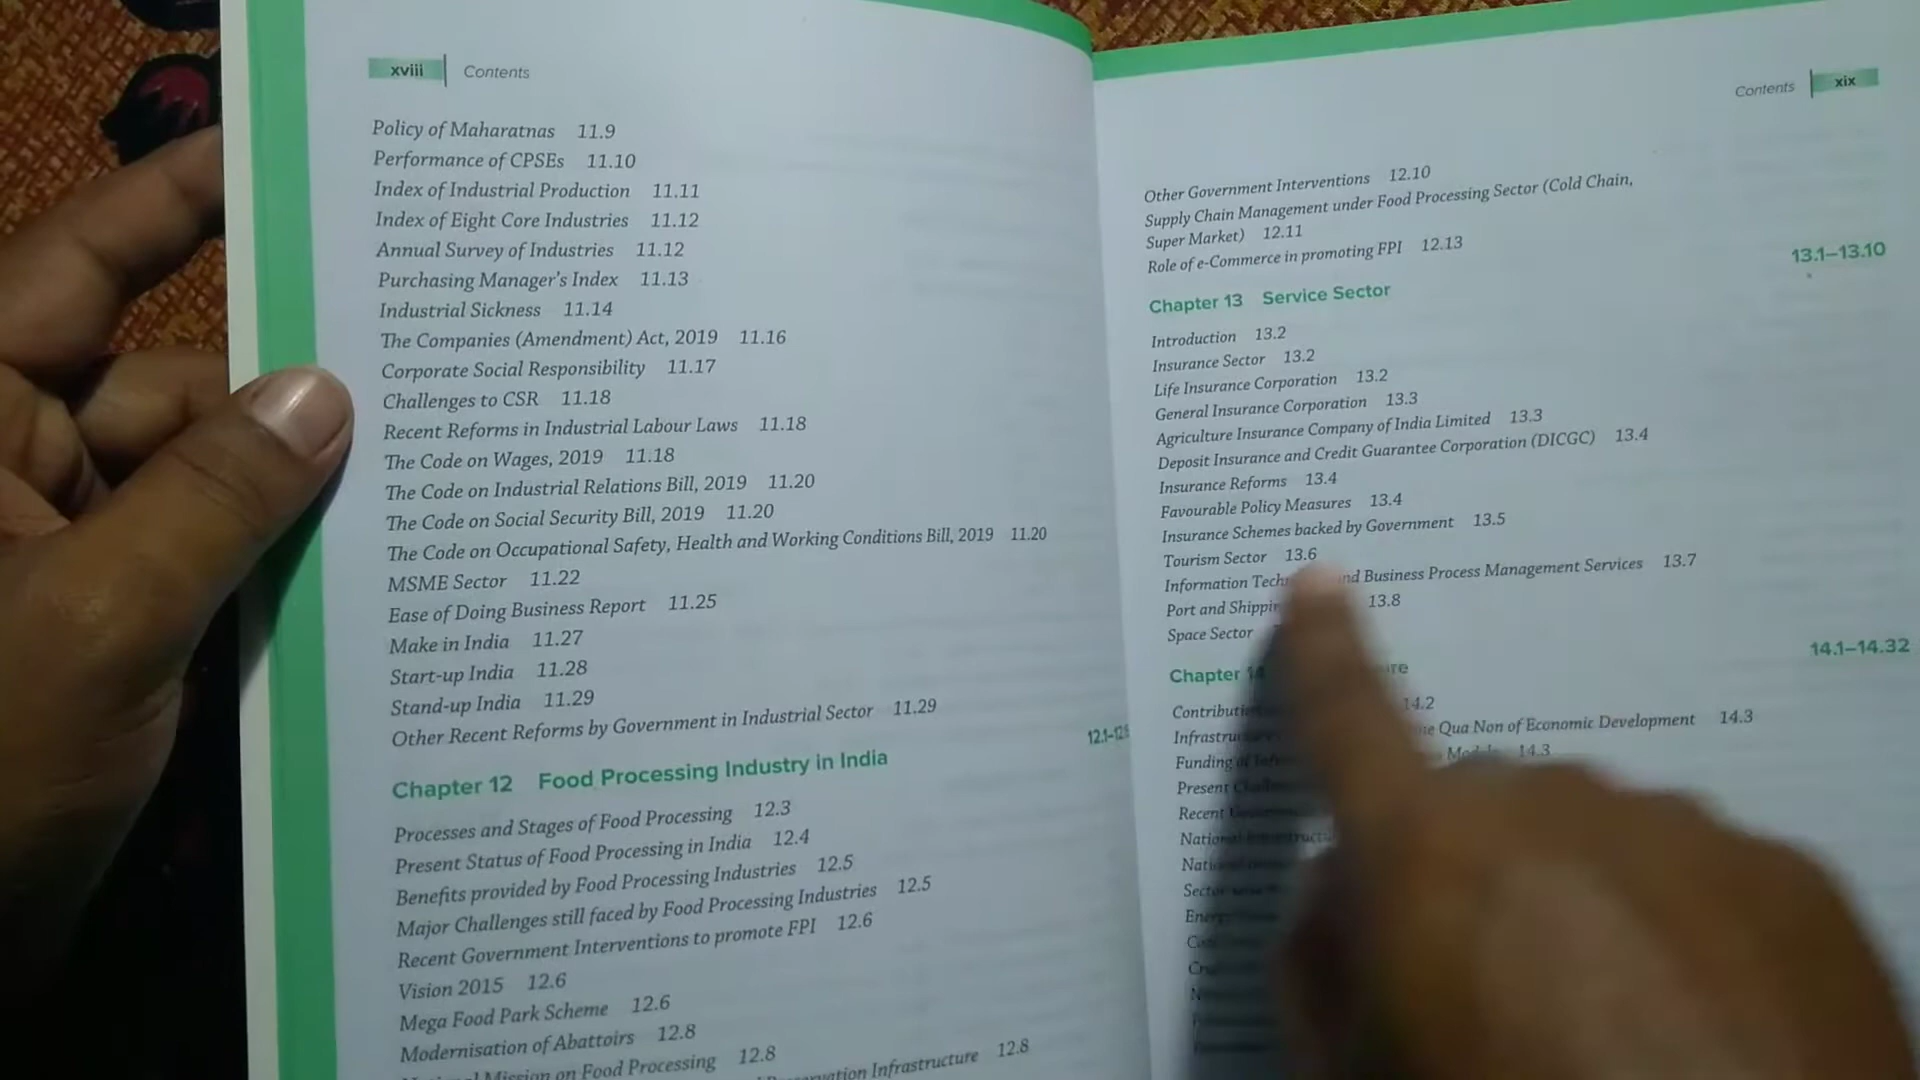 xviii Contents
Policy of Maharatnas 11.9
Performance of CPSEs 11.10
Index of Industrial Production 11.11
Index of Eight Core Industries 11.12
Annual Survey of Industries 11.12
Purchasing Manager's Index 11.13
Industrial Sickness 11.14
The Companies (Amendment) Act, 2019 11.16
Corporate Social Responsibility 11.17
Challenges to CSR 11.18
Recent Reforms in Industrial Labour Laws 11.18
The Code on Wages, 2019 11.18
The Code on Industrial Relations Bill, 2019 11.20
The Code on Social Security Bill, 2019 11.20
The Code on Occupational Safety, Health and Working Conditions Bill, 2019 11.20
MSME Sector 11.22
Ease of Doing Business Report 11.25
Make in India 11.27
Start-up India 11.28
Stand-up India 11.29
Other Recent Reforms by Government in Industrial Sector 11.29
Chapter 12 Food Processing Industry in India
Processes and Stages of Food Processing 12.3
Present Status of Food Processing in India 12.4
Benefits provided by Food Processing Industries 12.5
Major Challenges still faced by Food Processing Industries 12.5
Recent Government Interventions to promote FPI 12.6
Vision 2015 12.6
Mega Food Park Scheme 12.6
Modernisation of Abattoirs 12.8
Mission on Food Processing 12.8
Infrastructure 12.8
Contents xix
Other Government Interventions 12.10
Supply Chain Management under Food Processing Sector (Cold Chain,
Super Market) 12.11
Role of e-Commerce in promoting FPI 12.13
Chapter 13 Service Sector 13.1–13.10
Introduction 13.2
Insurance Sector 13.2
Life Insurance Corporation 13.2
General Insurance Corporation 13.3
Agriculture Insurance Company of India Limited 13.3
Deposit Insurance and Credit Guarantee Corporation (DICGC) 13.4
Insurance Reforms 13.4
Favourable Policy Measures 13.4
Insurance Schemes backed by Government 13.5
Tourism Sector 13.6
Information Business Process Management Services 13.7
Port and 13.8
Space Sector
Chapter 14 14.1–14.32
14.2
Qua Non of Economic Development 14.3
Funding 14.3
Present
Recent